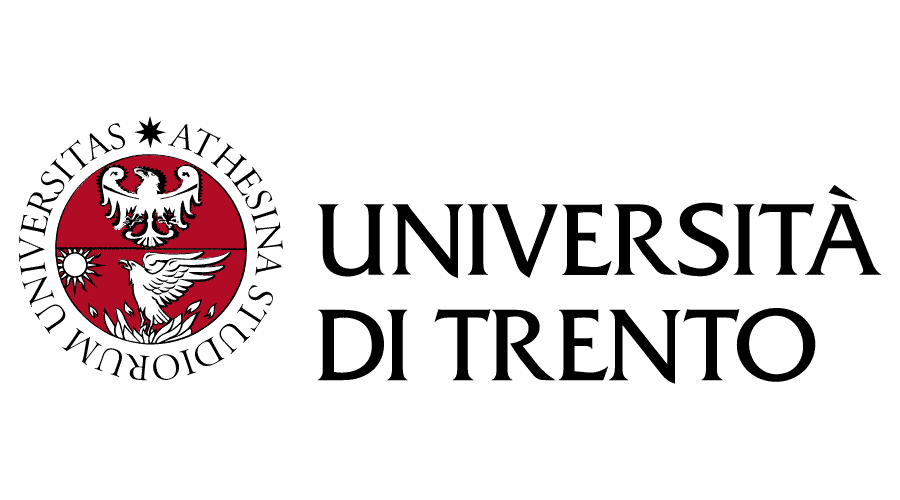 ATHESINA STUDIORUM UNIVERSITAS
UNIVERSITÀ
DI TRENTO